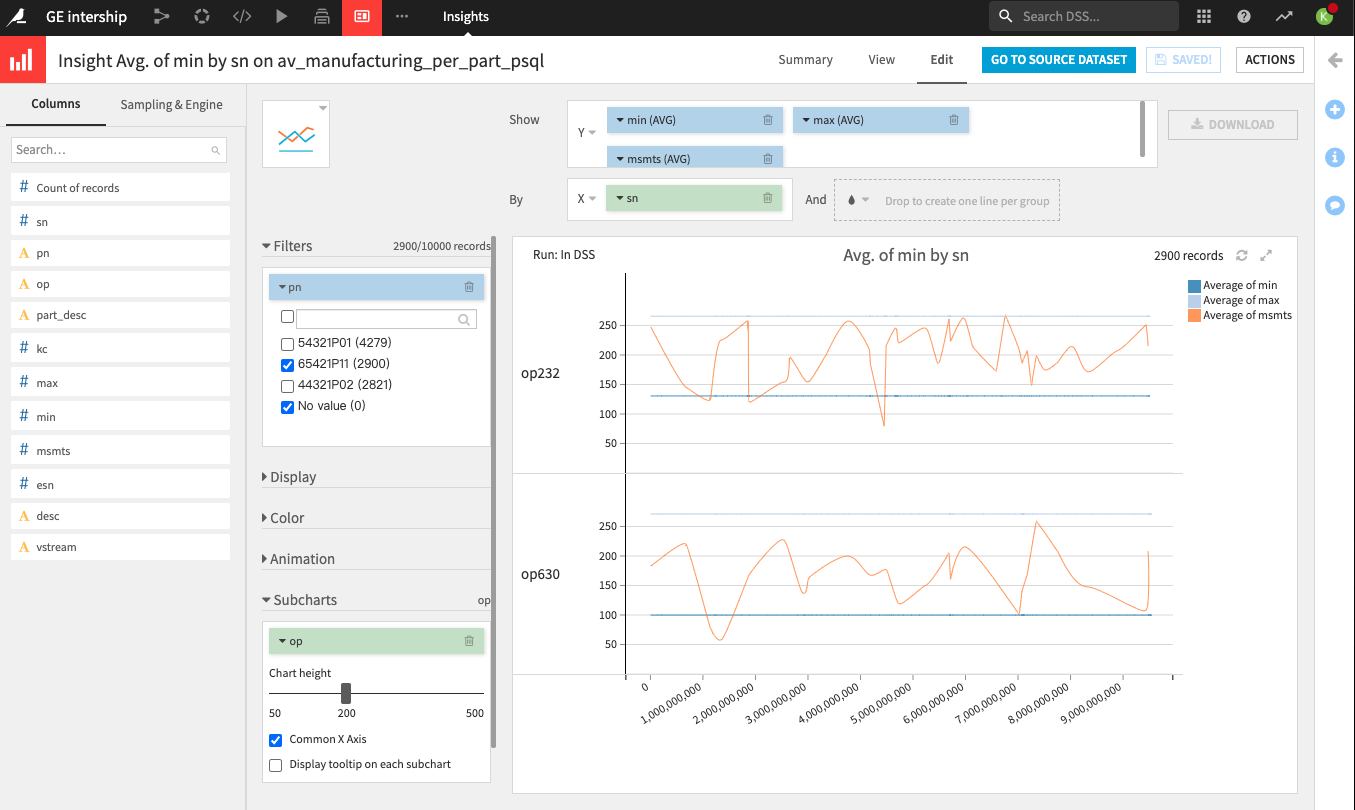 GE intership
Insights
Search DSS...
K
Insight Avg. of min by sn on av_manufacturing_per_part_psql
Summary
View
Edit
GO TO SOURCE DATASET
SAVED!
ACTIONS
Columns
Sampling & Engine
Search...
# Count of records
# sn
A pn
A op
A part_desc
# kc
# max
# min
# msmts
# esn
A desc
A vstream
Show
Y
min (AVG)
max (AVG)
msmts (AVG)
DOWNLOAD
By
X
sn
And
Drop to create one line per group
Filters
2900/10000 records
pn
54321P01 (4279)
65421P11 (2900)
44321P02 (2821)
No value (0)
Display
Color
Animation
Subcharts
op
op
Chart height
50
200
500
Common X Axis
Display tooltip on each subchart
Run: In DSS
Avg. of min by sn
2900 records
Average of min
Average of max
Average of msmts
op232
250
200
150
100
50
op630
250
200
150
100
50
0
1,000,000,000
2,000,000,000
3,000,000,000
4,000,000,000
5,000,000,000
6,000,000,000
7,000,000,000
8,000,000,000
9,000,000,000